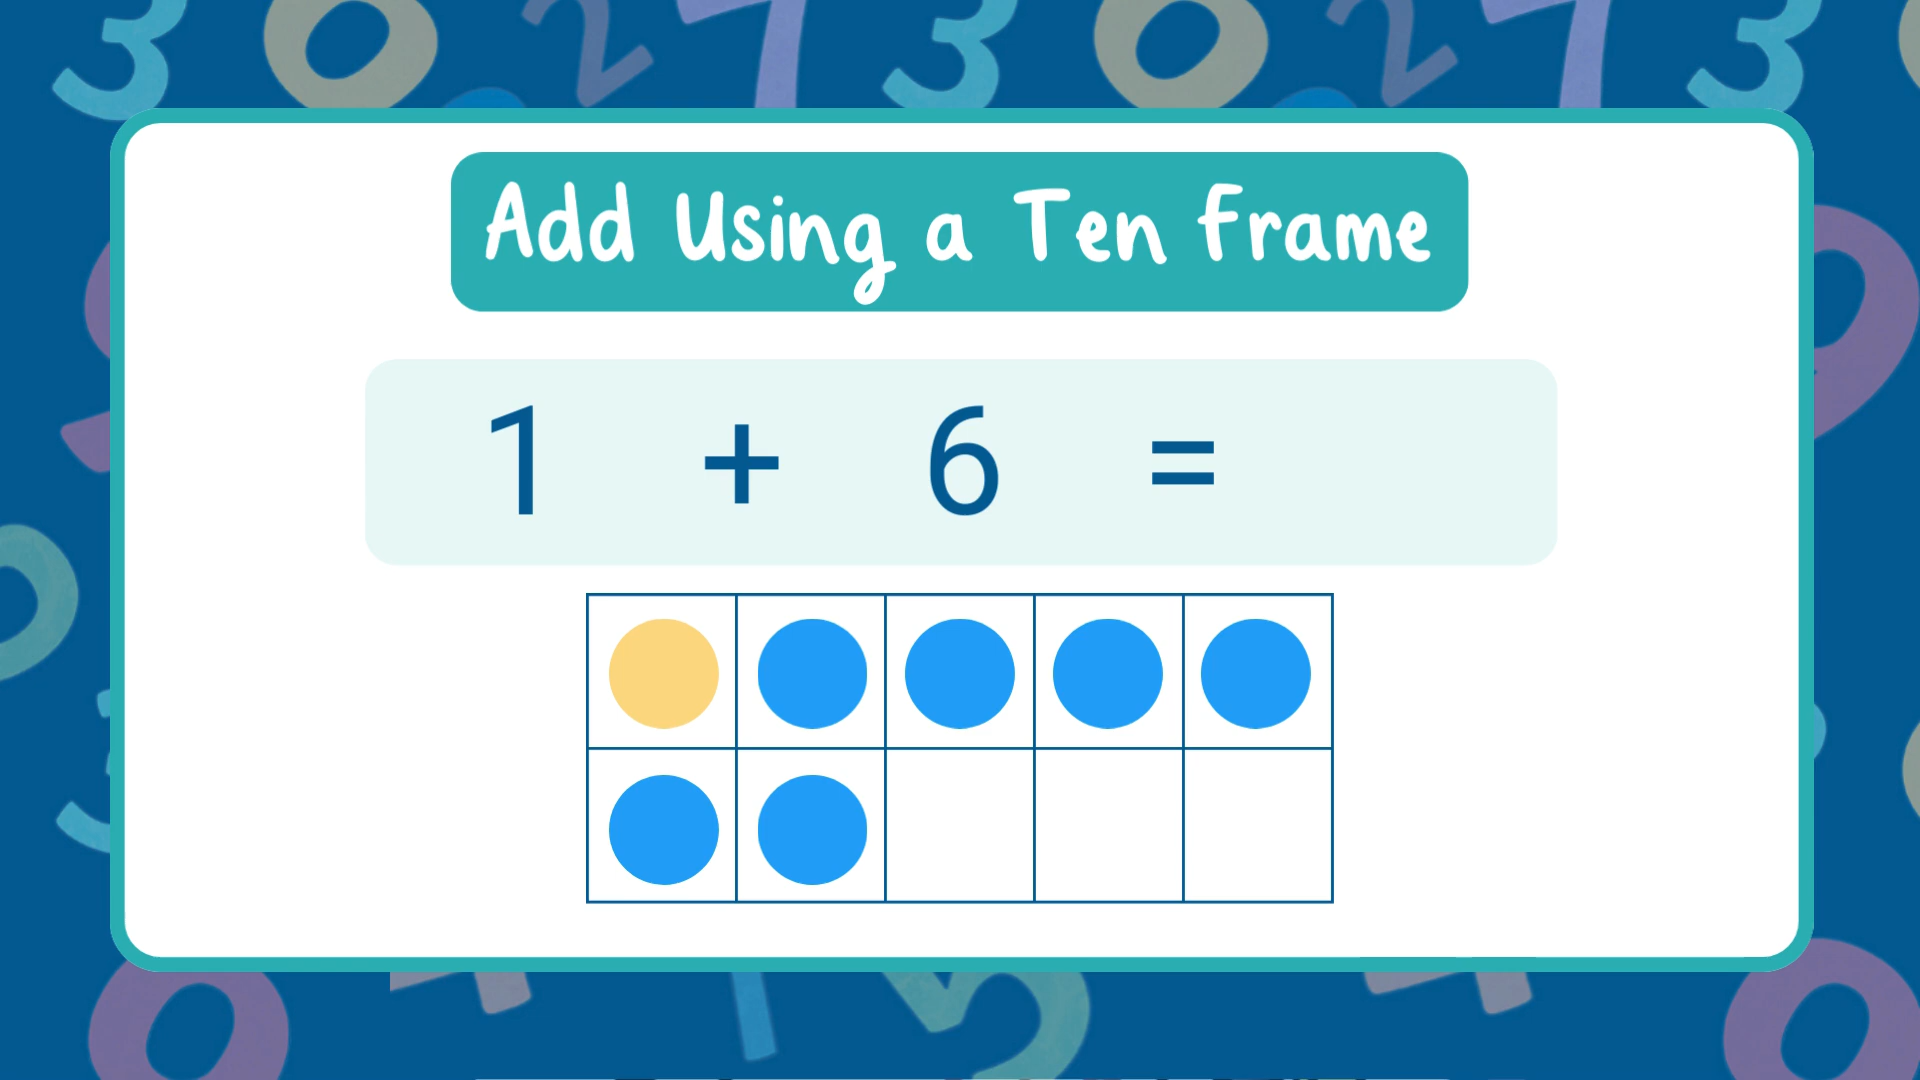 Add Using a Ten Frame
1 + 6 =